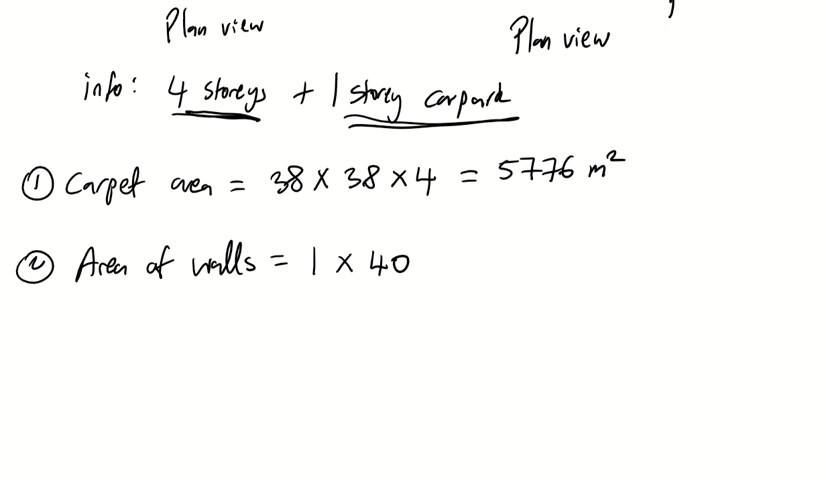 Plan view
Plan view
info: 4 storeys + 1 storey carpark
① Carpet area = 38 × 38 × 4 = 5776 m²
② Area of walls = 1 × 40